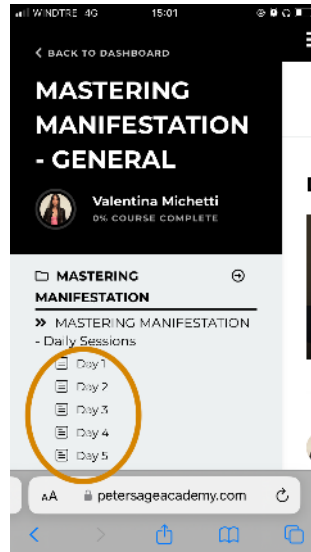 WINDTRE 4G 15:01
BACK TO DASHBOARD
MASTERING
MANIFESTATION
- GENERAL
Valentina Michetti
0% COURSE COMPLETE
MASTERING
MANIFESTATION
MASTERING MANIFESTATION
- Daily Sessions
Day 1
Day 2
Day 3
Day 4
Day 5
AA petersageacademy.com